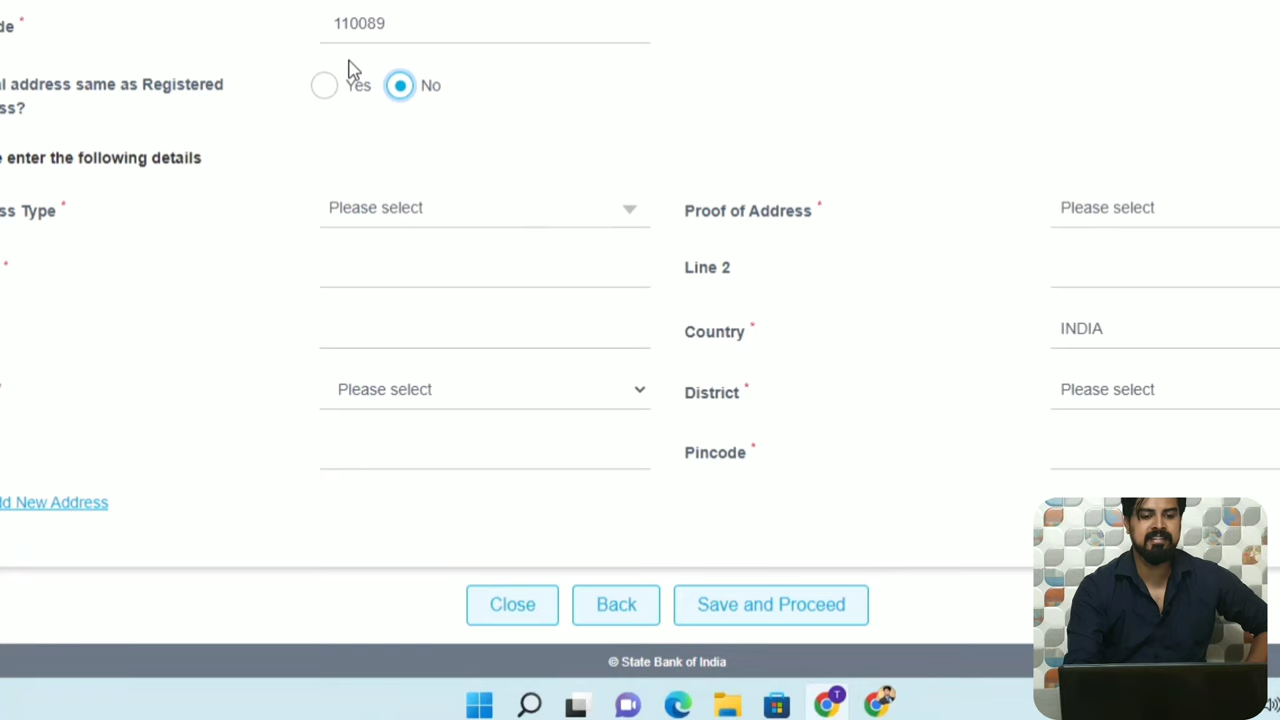 de * 110089
l address same as Registered Yes No
ss?
enter the following details
ss Type * Please select Proof of Address * Please select
* Line 2
Country * INDIA
Please select District * Please select
Pincode *
ld New Address
Close Back Save and Proceed
© State Bank of India
T